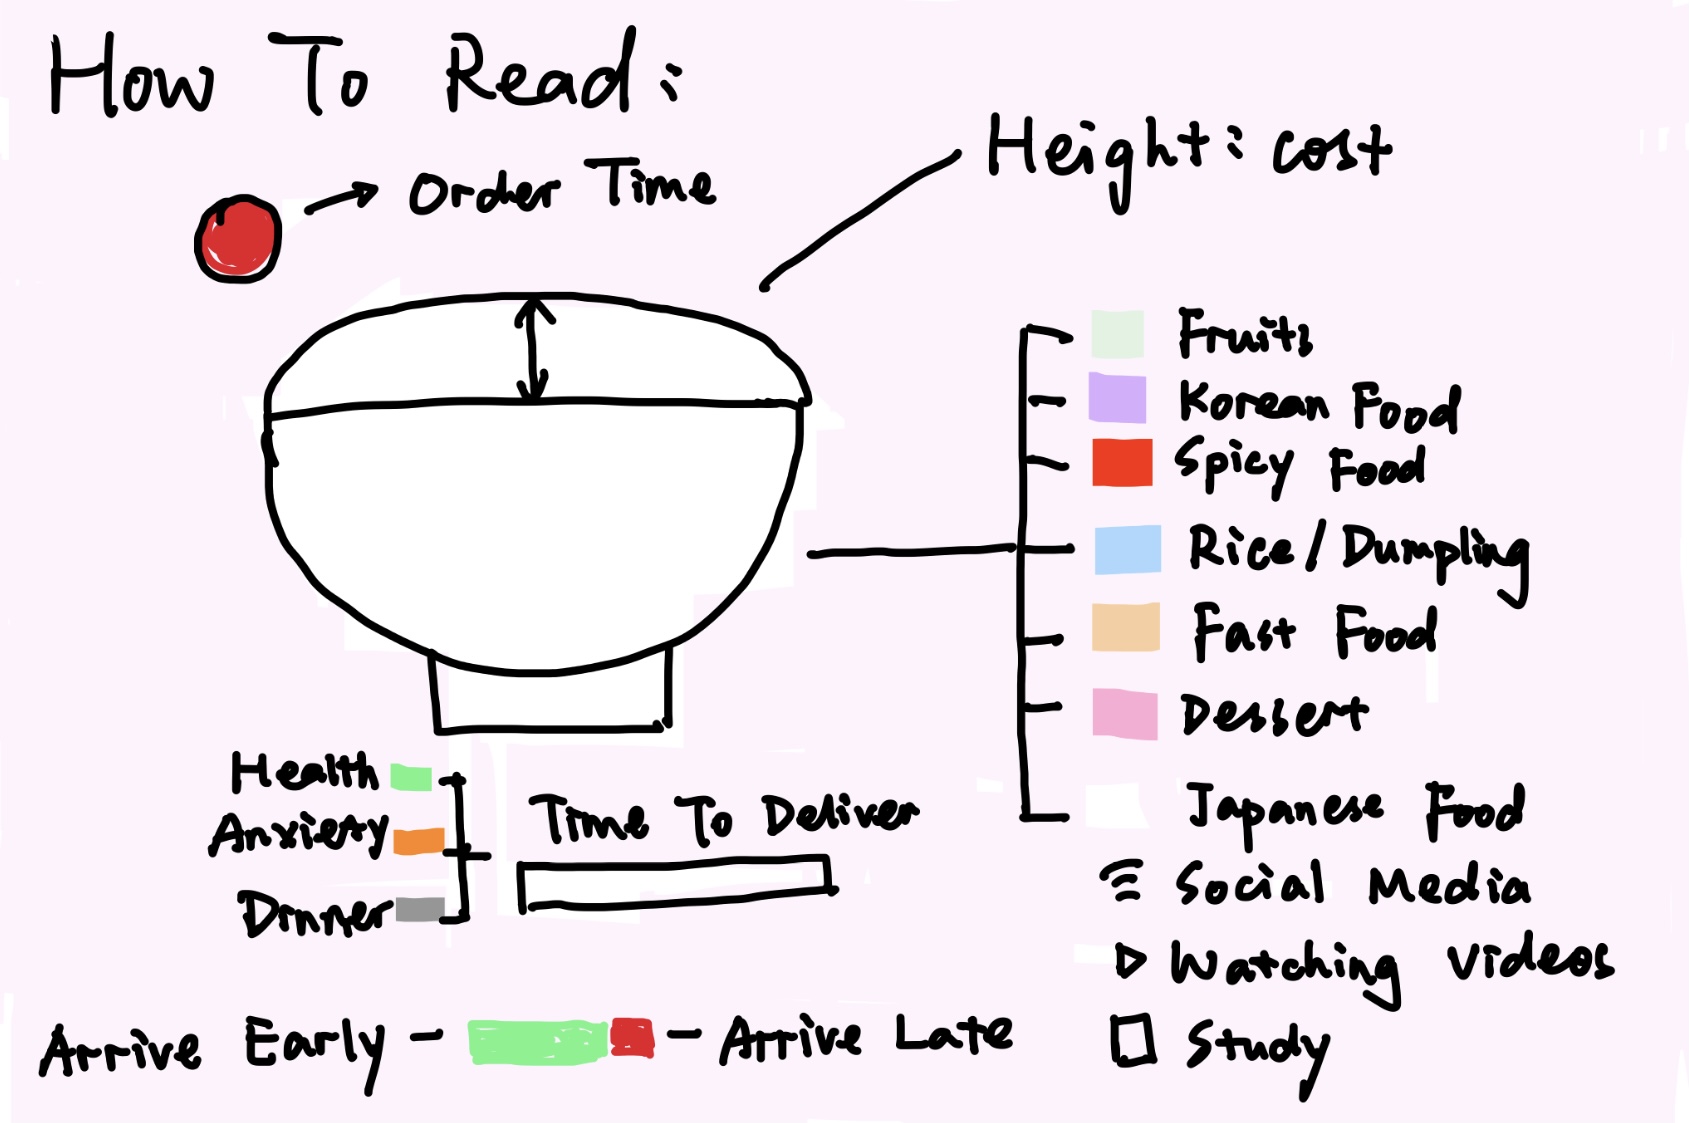 How To Read:
Order Time
Height: cost
Fruits
Korean Food
Spicy Food
Rice/Dumpling
Fast Food
Dessert
Japanese Food
Social Media
Watching Videos
Study
Health
Anxiety
Dinner
Time To Deliver
Arrive Early - - Arrive Late